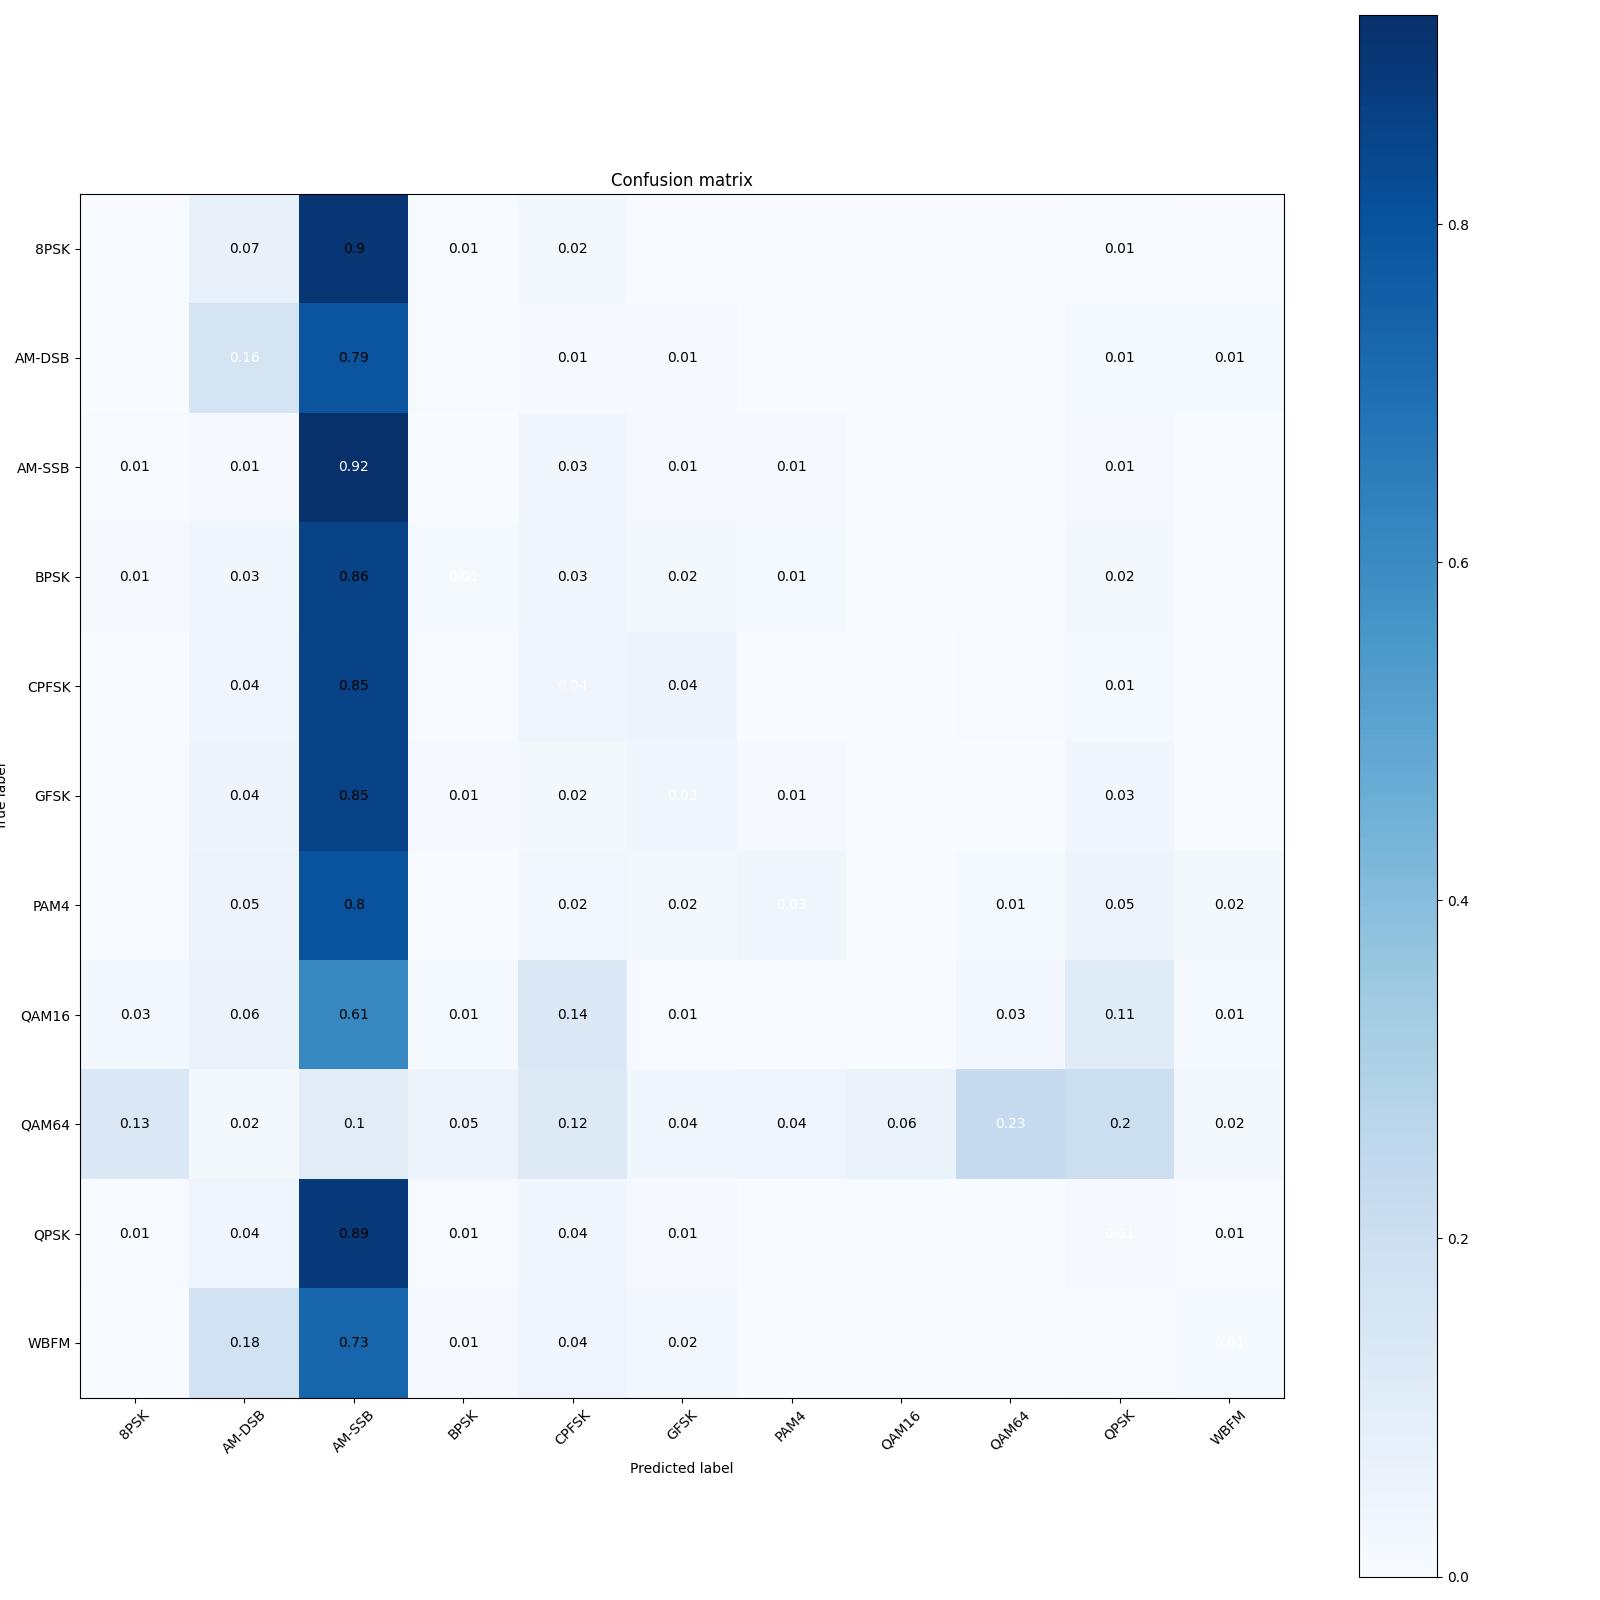 Confusion matrix
8PSK 0.07 0.9 0.01 0.02 0.01
AM-DSB 0.16 0.79 0.01 0.01 0.01 0.01
AM-SSB 0.01 0.01 0.92 0.03 0.01 0.01 0.01
BPSK 0.01 0.03 0.86 0.01 0.03 0.02 0.01 0.02
CPFSK 0.04 0.85 0.04 0.04 0.01
GFSK 0.04 0.85 0.01 0.02 0.03 0.01 0.03
PAM4 0.05 0.8 0.02 0.02 0.03 0.01 0.05 0.02
QAM16 0.03 0.06 0.61 0.01 0.14 0.01 0.03 0.11 0.01
QAM64 0.13 0.02 0.1 0.05 0.12 0.04 0.04 0.06 0.23 0.2 0.02
QPSK 0.01 0.04 0.89 0.01 0.04 0.01 0.01 0.01
WBFM 0.18 0.73 0.01 0.04 0.02 0.01
8PSK AM-DSB AM-SSB BPSK CPFSK GFSK PAM4 QAM16 QAM64 QPSK WBFM
Predicted label
0.8
0.6
0.4
0.2
0.0